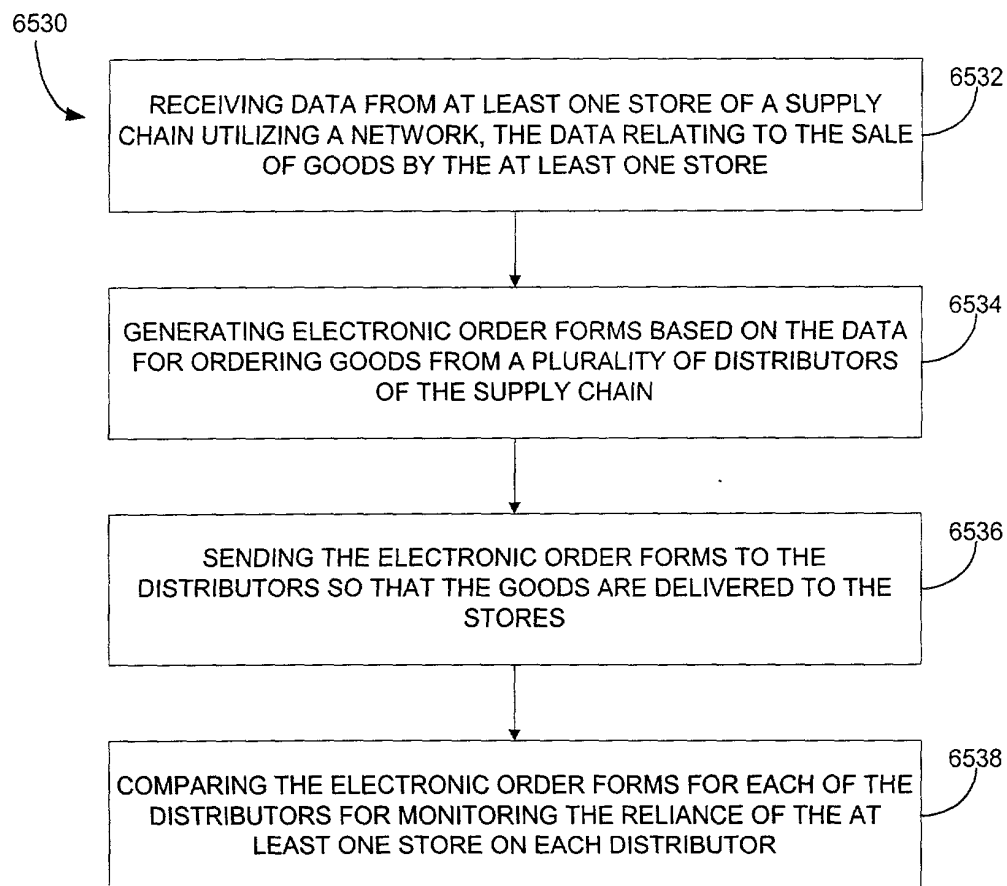 6530
RECEIVING DATA FROM AT LEAST ONE STORE OF A SUPPLY
CHAIN UTILIZING A NETWORK, THE DATA RELATING TO THE SALE
OF GOODS BY THE AT LEAST ONE STORE
6532
GENERATING ELECTRONIC ORDER FORMS BASED ON THE DATA
FOR ORDERING GOODS FROM A PLURALITY OF DISTRIBUTORS
OF THE SUPPLY CHAIN
6534
SENDING THE ELECTRONIC ORDER FORMS TO THE
DISTRIBUTORS SO THAT THE GOODS ARE DELIVERED TO THE
STORES
6536
COMPARING THE ELECTRONIC ORDER FORMS FOR EACH OF THE
DISTRIBUTORS FOR MONITORING THE RELIANCE OF THE AT
LEAST ONE STORE ON EACH DISTRIBUTOR
6538